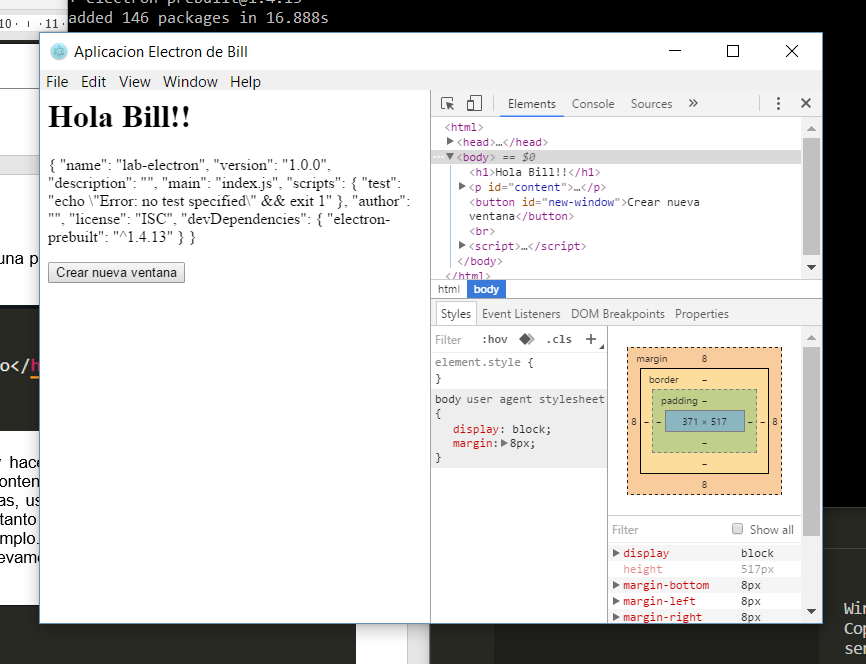 10 · 11 ·
added 146 packages in 16.888s
Aplicacion Electron de Bill
File Edit View Window Help
Hola Bill!!
{ "name": "lab-electron", "version": "1.0.0",
"description": "", "main": "index.js", "scripts": { "test":
"echo \"Error: no test specified\" && exit 1" }, "author":
"", "license": "ISC", "devDependencies": { "electron-
prebuilt": "^1.4.13" } }
Crear nueva ventana
Elements Console Sources »
<html>
<head>…</head>
… <body> == $0
<h1>Hola Bill!!</h1>
<p id="content">…</p>
<button id="new-window">Crear nueva
ventana</button>
<br>
<script>…</script>
</body>
</html>
html body
Styles Event Listeners DOM Breakpoints Properties
Filter :hov .cls +
element.style {
}
body user agent stylesheet
{
display: block;
margin: 8px;
}
margin 8
border –
padding –
8 – – 371 × 517 – – 8
–
–
8
Filter Show all
display block
height 517px
margin-bottom 8px
margin-left 8px
margin-right 8px
una p
o</h
hace
onten
as, us
tanto
mplo.
evamo
Win
Cop
ser